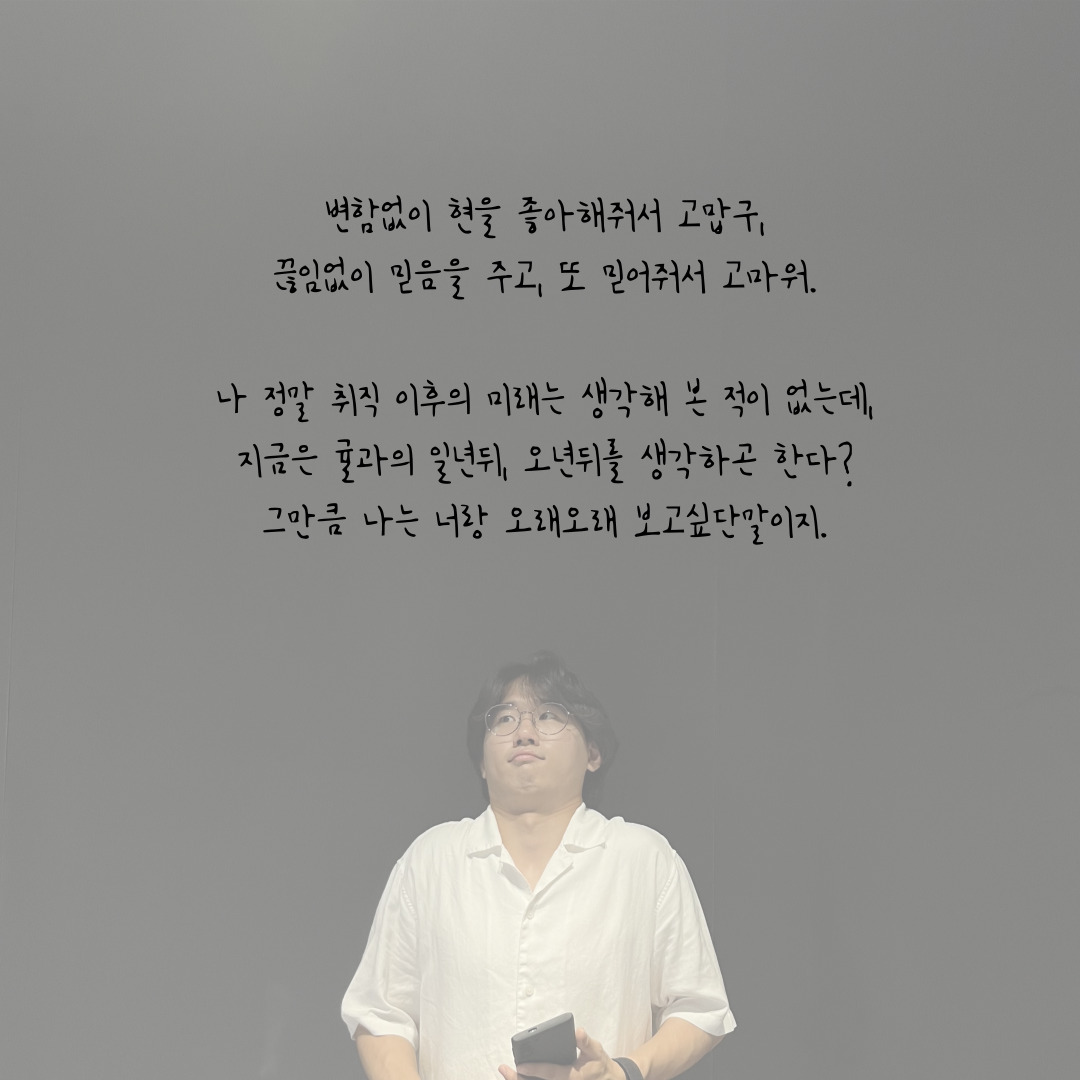 변함없이 현을 좋아해줘서 고맙구,
끊임없이 믿음을 주고, 또 믿어줘서 고마워.
나 정말 취직 이후의 미래는 생각해 본 적이 없는데,
지금은 귤과의 일년뒤, 오년뒤를 생각하곤 한다?
그만큼 나는 너랑 오래오래 보고싶단말이지.